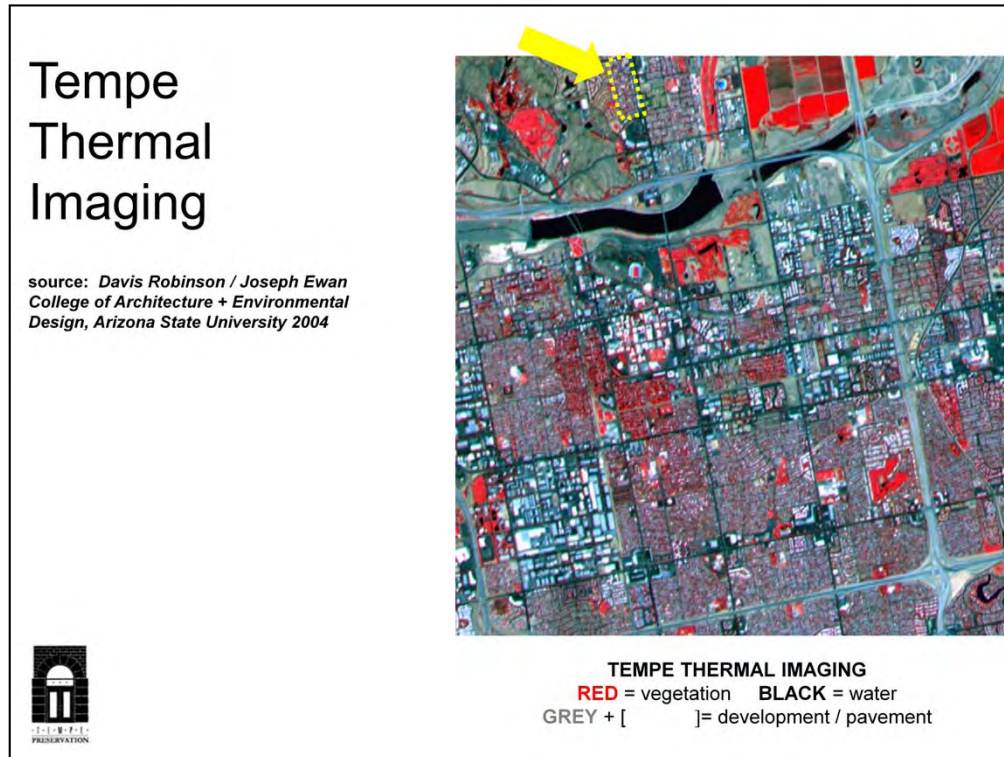 Tempe
Thermal
Imaging
source: Davis Robinson / Joseph Ewan
College of Architecture + Environmental
Design, Arizona State University 2004
TEMPE THERMAL IMAGING
RED = vegetation BLACK = water
GREY + [ ]= development / pavement
T·E·M·P·E
PRESERVATION